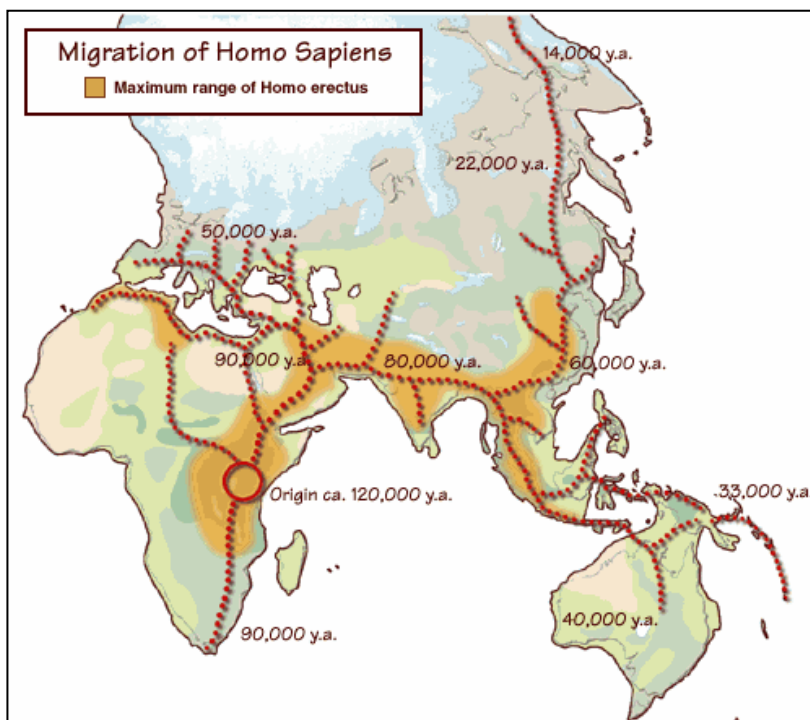 Migration of Homo Sapiens
Maximum range of Homo erectus
14,000 y.a.
22,000 y.a.
50,000 y.a.
90,000 y.a.
80,000 y.a.
60,000 y.a.
Origin ca. 120,000 y.a.
33,000 y.a.
40,000 y.a.
90,000 y.a.